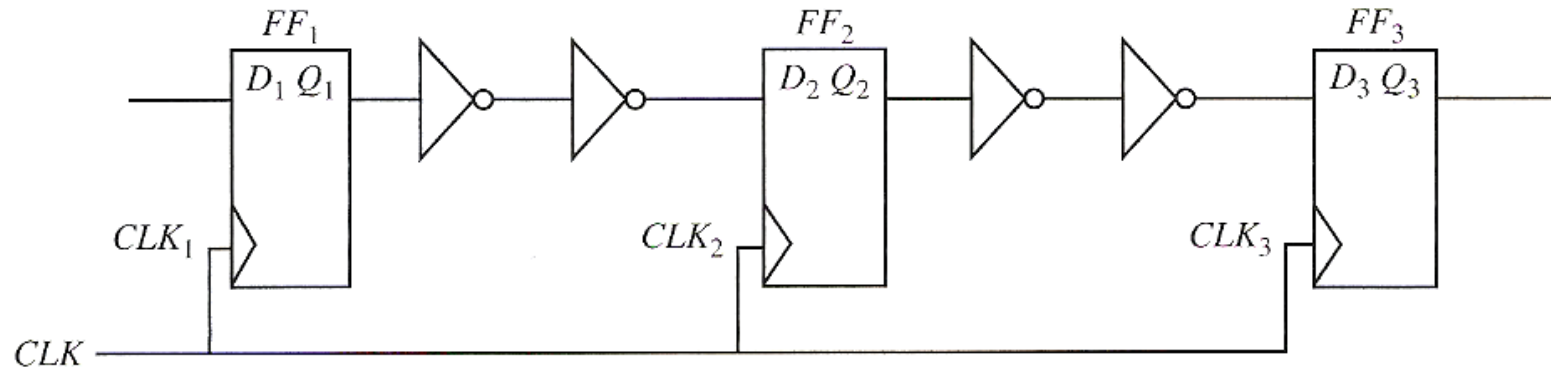 FF₁ FF₂ FF₃
D₁ Q₁ D₂ Q₂ D₃ Q₃
CLK₁ CLK₂ CLK₃
CLK